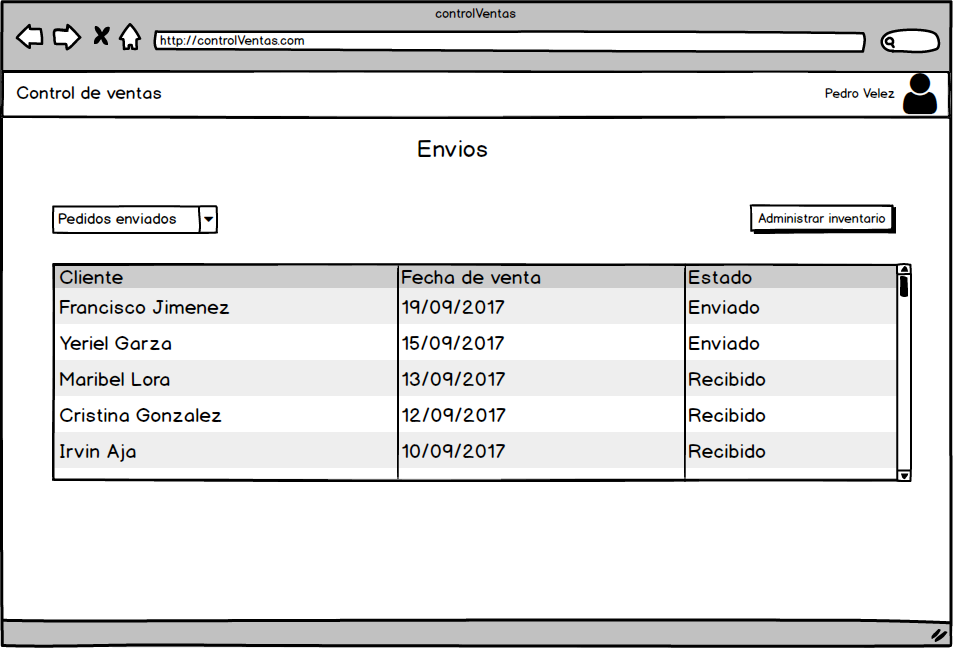 controlVentas
http://controlVentas.com
Control de ventas
Pedro Velez
Envios
Pedidos enviados
Administrar inventario
Cliente Fecha de venta Estado
Francisco Jimenez 19/09/2017 Enviado
Yeriel Garza 15/09/2017 Enviado
Maribel Lora 13/09/2017 Recibido
Cristina Gonzalez 12/09/2017 Recibido
Irvin Aja 10/09/2017 Recibido